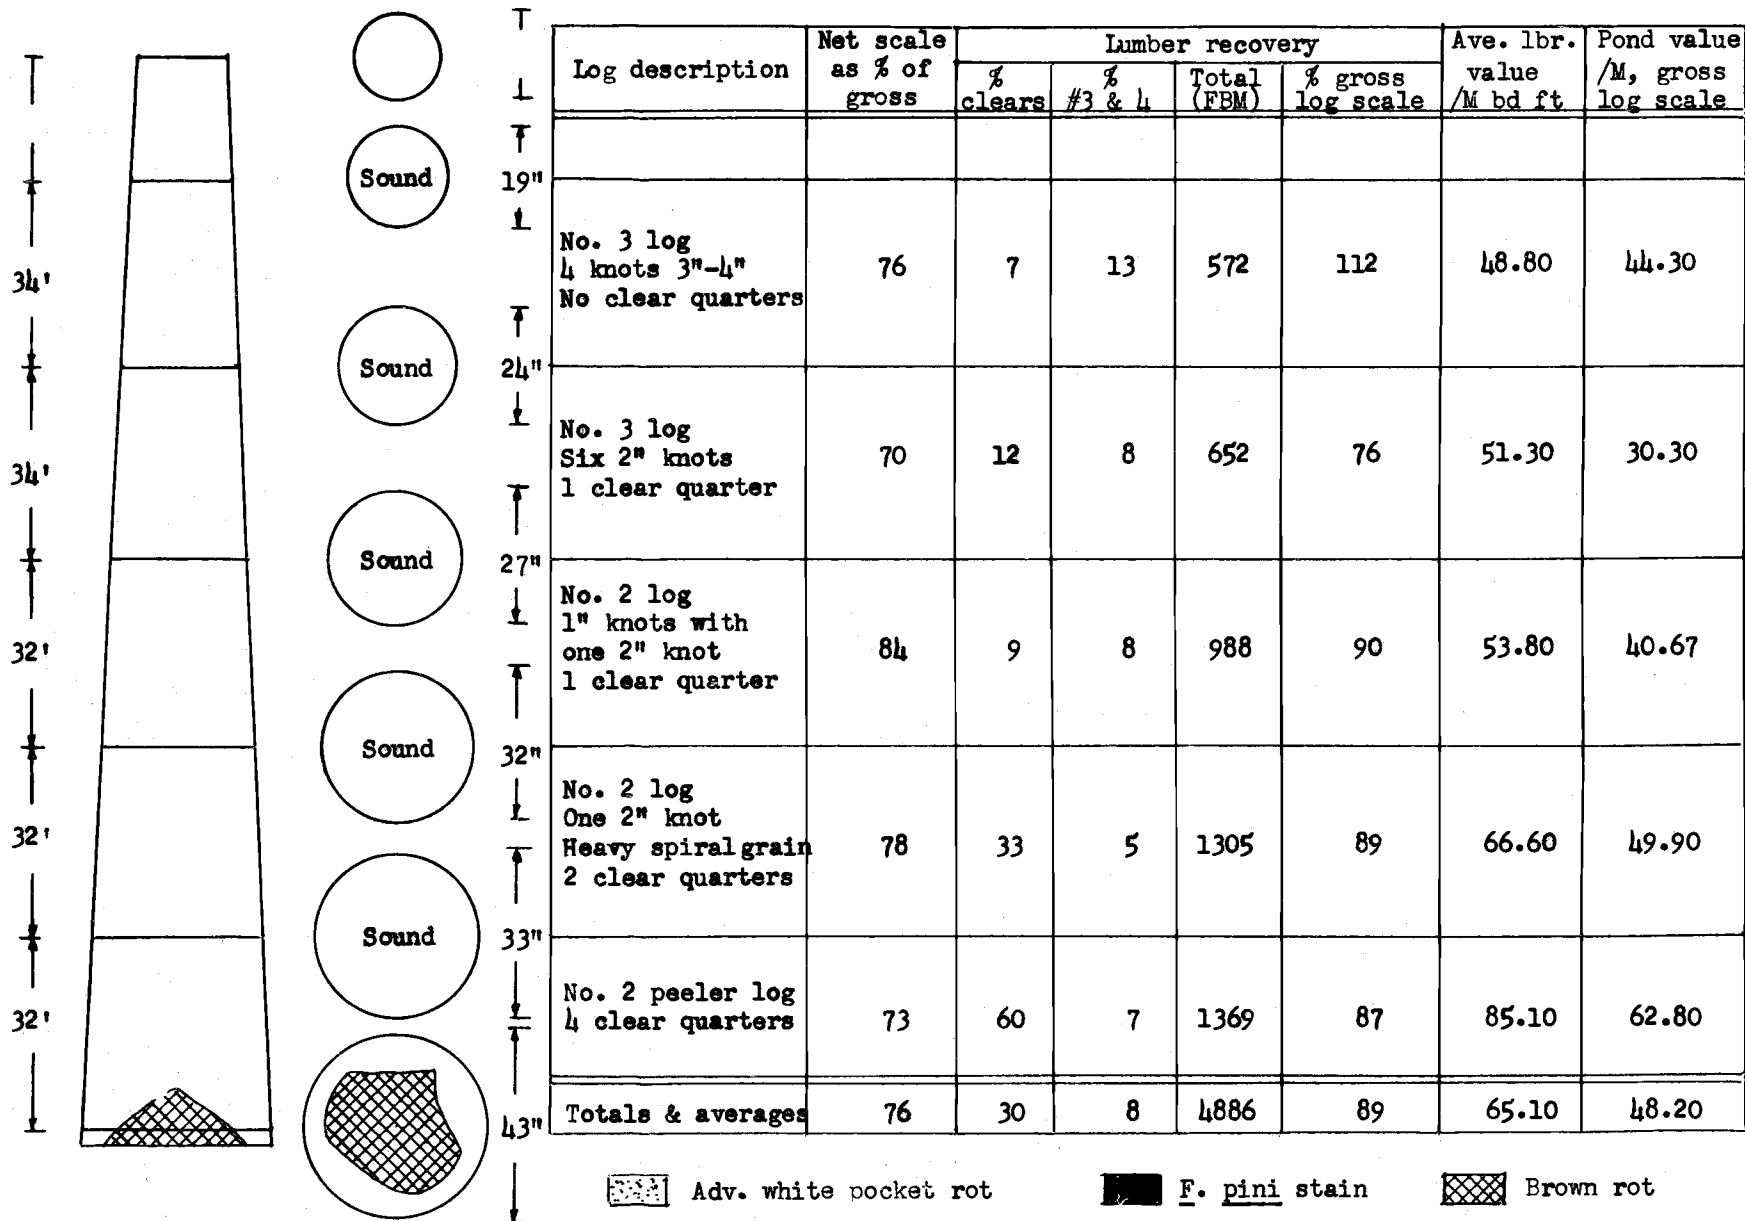 Log description
Net scale
as % of
gross
Lumber recovery
%
clears
%
#3 & 4
Total
(FBM)
% gross
log scale
Ave. lbr.
value
/M bd ft
Pond value
/M, gross
log scale
Sound
19"
34'
No. 3 log
4 knots 3"-4"
No clear quarters
76 7 13 572 112 48.80 44.30
Sound
24"
34'
No. 3 log
Six 2" knots
1 clear quarter
70 12 8 652 76 51.30 30.30
Sound
27"
32'
No. 2 log
1" knots with
one 2" knot
1 clear quarter
84 9 8 988 90 53.80 40.67
Sound
32"
32'
No. 2 log
One 2" knot
Heavy spiral grain
2 clear quarters
78 33 5 1305 89 66.60 49.90
Sound
33"
32'
No. 2 peeler log
4 clear quarters
73 60 7 1369 87 85.10 62.80
43"
Totals & averages 76 30 8 4886 89 65.10 48.20
Adv. white pocket rot
F. pini stain
Brown rot